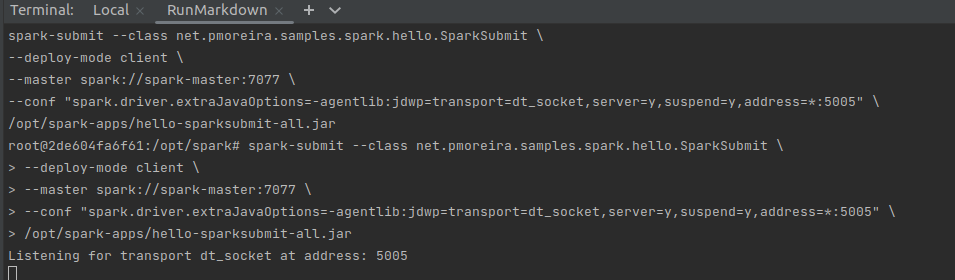 Terminal: Local × RunMarkdown × +
spark-submit --class net.pmoreira.samples.spark.hello.SparkSubmit \
--deploy-mode client \
--master spark://spark-master:7077 \
--conf "spark.driver.extraJavaOptions=-agentlib:jdwp=transport=dt_socket,server=y,suspend=y,address=*:5005" \
/opt/spark-apps/hello-sparksubmit-all.jar
root@2de604fa6f61:/opt/spark# spark-submit --class net.pmoreira.samples.spark.hello.SparkSubmit \
> --deploy-mode client \
> --master spark://spark-master:7077 \
> --conf "spark.driver.extraJavaOptions=-agentlib:jdwp=transport=dt_socket,server=y,suspend=y,address=*:5005" \
> /opt/spark-apps/hello-sparksubmit-all.jar
Listening for transport dt_socket at address: 5005